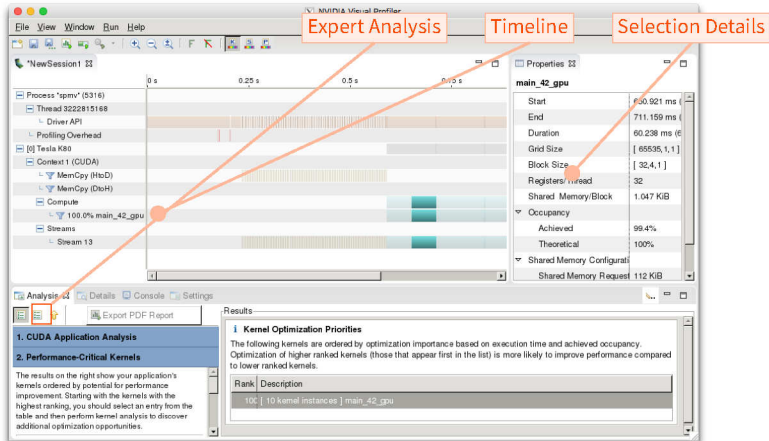 NVIDIA Visual Profiler
Expert Analysis
Timeline
Selection Details
File View Window Run Help
*NewSession1
Properties
0 s
0.25 s
0.5 s
0.75 s
main_42_gpu
Process "spmv" (5316)
Thread 3222815168
Driver API
Profiling Overhead
[0] Tesla K80
Context 1 (CUDA)
MemCpy (HtoD)
MemCpy (DtoH)
Compute
100.0% main_42_gpu
Streams
Stream 13
Start
650.921 ms (
End
711.159 ms (
Duration
60.238 ms (6
Grid Size
[ 65535,1,1 ]
Block Size
[ 32,4,1 ]
Registers/Thread
32
Shared Memory/Block
1.047 KiB
Occupancy
Achieved
99.4%
Theoretical
100%
Shared Memory Configurati
Shared Memory Request
112 KiB
Analysis
Details
Console
Settings
Export PDF Report
1. CUDA Application Analysis
2. Performance-Critical Kernels
The results on the right show your application's
kernels ordered by potential for performance
improvement. Starting with the kernels with the
highest ranking, you should select an entry from the
table and then perform kernel analysis to discover
additional optimization opportunities.
Results
i Kernel Optimization Priorities
The following kernels are ordered by optimization importance based on execution time and achieved occupancy.
Optimization of higher ranked kernels (those that appear first in the list) is more likely to improve performance compared
to lower ranked kernels.
Rank Description
100 [ 10 kernel instances ] main_42_gpu